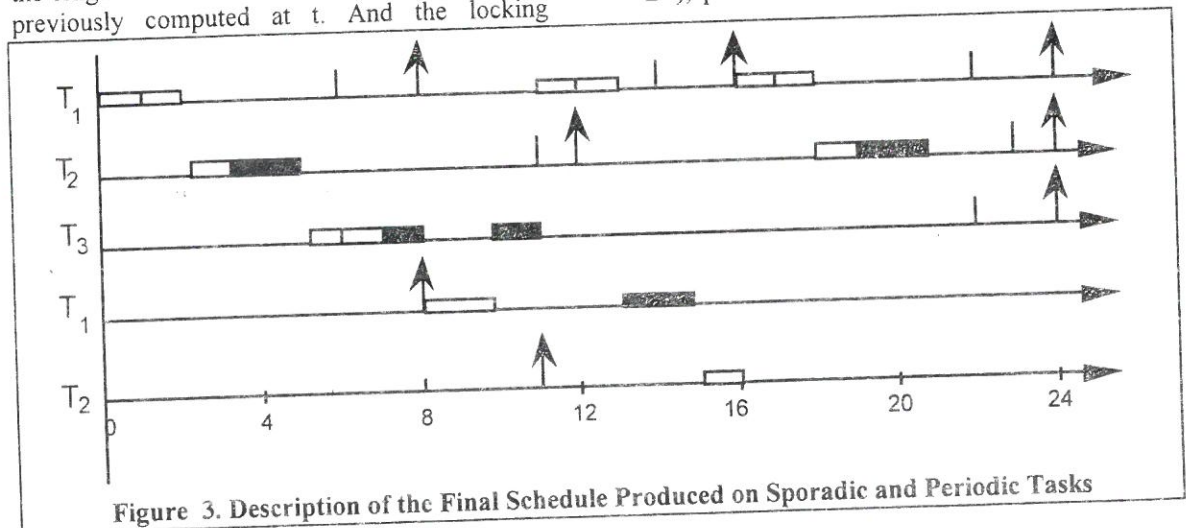 previously computed at t. And the locking
T1
T2
T3
T1
T2
0 4 8 12 16 20 24
Figure 3. Description of the Final Schedule Produced on Sporadic and Periodic Tasks